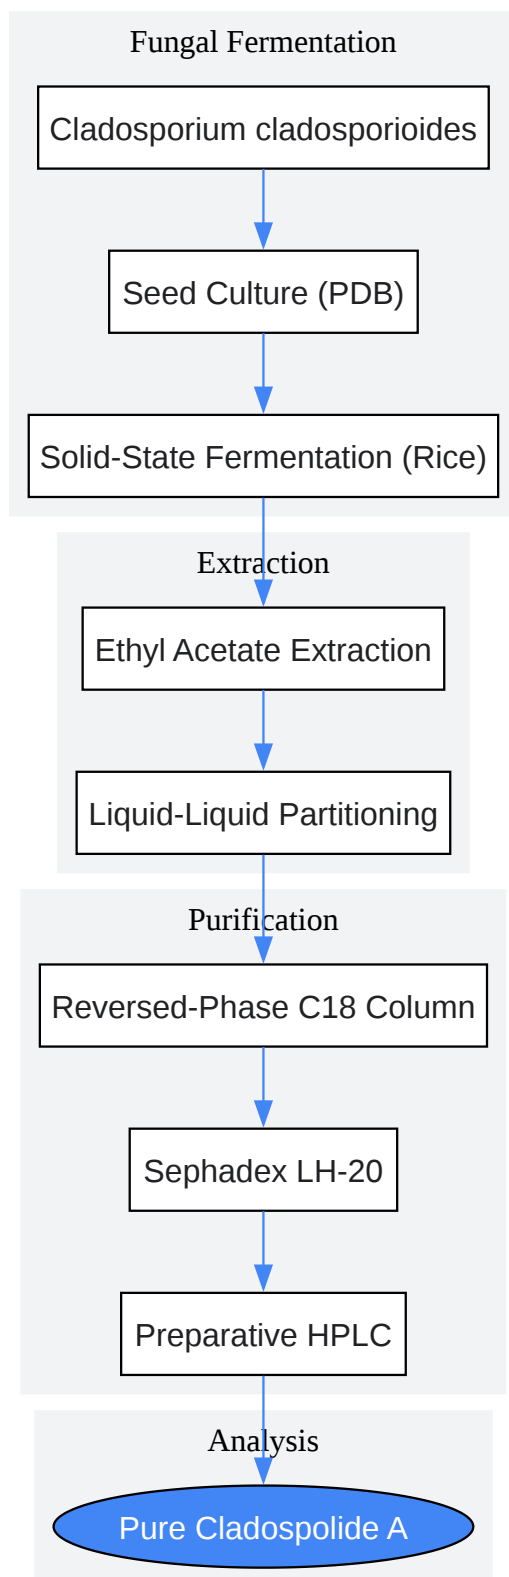 Fungal Fermentation
Cladosporium cladosporioides
Seed Culture (PDB)
Solid-State Fermentation (Rice)
Extraction
Ethyl Acetate Extraction
Liquid-Liquid Partitioning
Purification
Reversed-Phase C18 Column
Sephadex LH-20
Preparative HPLC
Analysis
Pure Cladospolide A